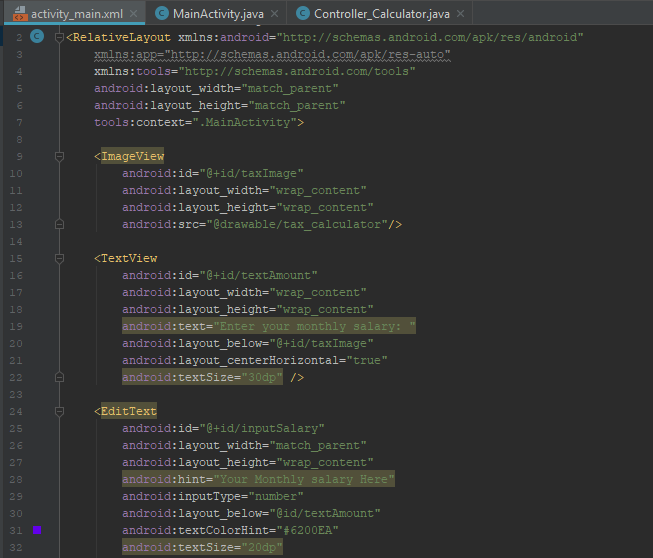 activity_main.xml MainActivity.java Controller_Calculator.java
2 <RelativeLayout xmlns:android="http://schemas.android.com/apk/res/android"
3 xmlns:app="http://schemas.android.com/apk/res-auto"
4 xmlns:tools="http://schemas.android.com/tools"
5 android:layout_width="match_parent"
6 android:layout_height="match_parent"
7 tools:context=".MainActivity">
8
9 <ImageView
10 android:id="@+id/taxImage"
11 android:layout_width="wrap_content"
12 android:layout_height="wrap_content"
13 android:src="@drawable/tax_calculator"/>
14
15 <TextView
16 android:id="@+id/textAmount"
17 android:layout_width="wrap_content"
18 android:layout_height="wrap_content"
19 android:text="Enter your monthly salary: "
20 android:layout_below="@+id/taxImage"
21 android:layout_centerHorizontal="true"
22 android:textSize="30dp" />
23
24 <EditText
25 android:id="@+id/inputSalary"
26 android:layout_width="match_parent"
27 android:layout_height="wrap_content"
28 android:hint="Your Monthly salary Here"
29 android:inputType="number"
30 android:layout_below="@id/textAmount"
31 android:textColorHint="#6200EA"
32 android:textSize="20dp"